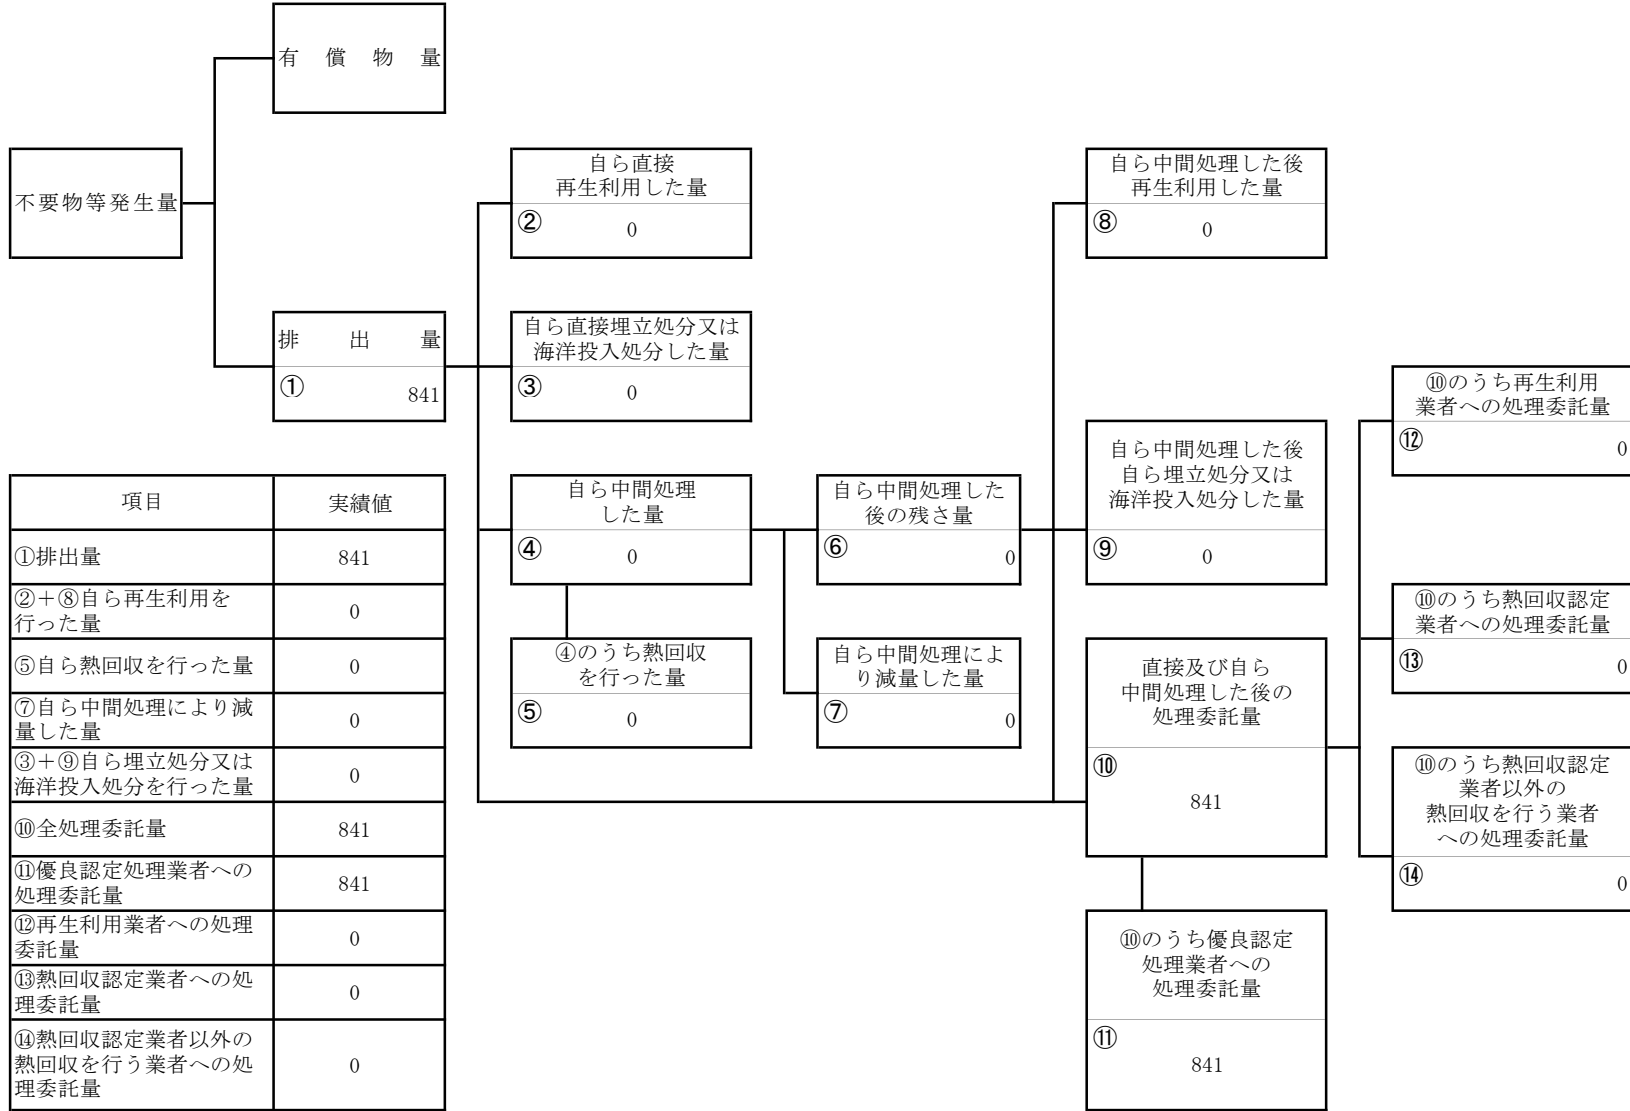 有償物量
不要物等発生量
排出量
①
841
自ら直接
再生利用した量
②
0
自ら直接埋立処分又は
海洋投入処分した量
③
0
自ら中間処理
した量
④
0
④のうち熱回収
を行った量
⑤
0
自ら中間処理した
後の残さ量
⑥
0
自ら中間処理によ
り減量した量
⑦
0
自ら中間処理した後
再生利用した量
⑧
0
自ら中間処理した後
自ら埋立処分又は
海洋投入処分した量
⑨
0
直接及び自ら
中間処理した後の
処理委託量
⑩
841
⑩のうち優良認定
処理業者への
処理委託量
⑪
841
⑩のうち再生利用
業者への処理委託量
⑫
0
⑩のうち熱回収認定
業者への処理委託量
⑬
0
⑩のうち熱回収認定
業者以外の
熱回収を行う業者
への処理委託量
⑭
0
項目 実績値
①排出量 841
②+⑧自ら再生利用を
行った量 0
⑤自ら熱回収を行った量 0
⑦自ら中間処理により減
量した量 0
③+⑨自ら埋立処分又は
海洋投入処分を行った量 0
⑩全処理委託量 841
⑪優良認定処理業者への
処理委託量 841
⑫再生利用業者への処理
委託量 0
⑬熱回収認定業者への処
理委託量 0
⑭熱回収認定業者以外の
熱回収を行う業者への処 0
理委託量